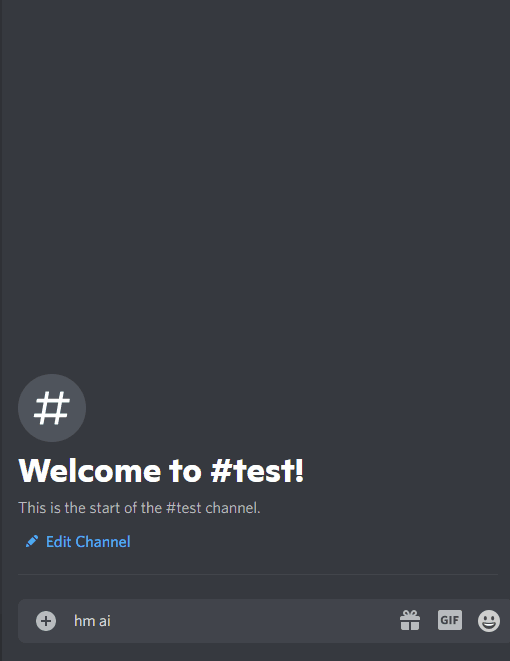 #
Welcome to #test!
This is the start of the #test channel.
Edit Channel
hm ai
GIF